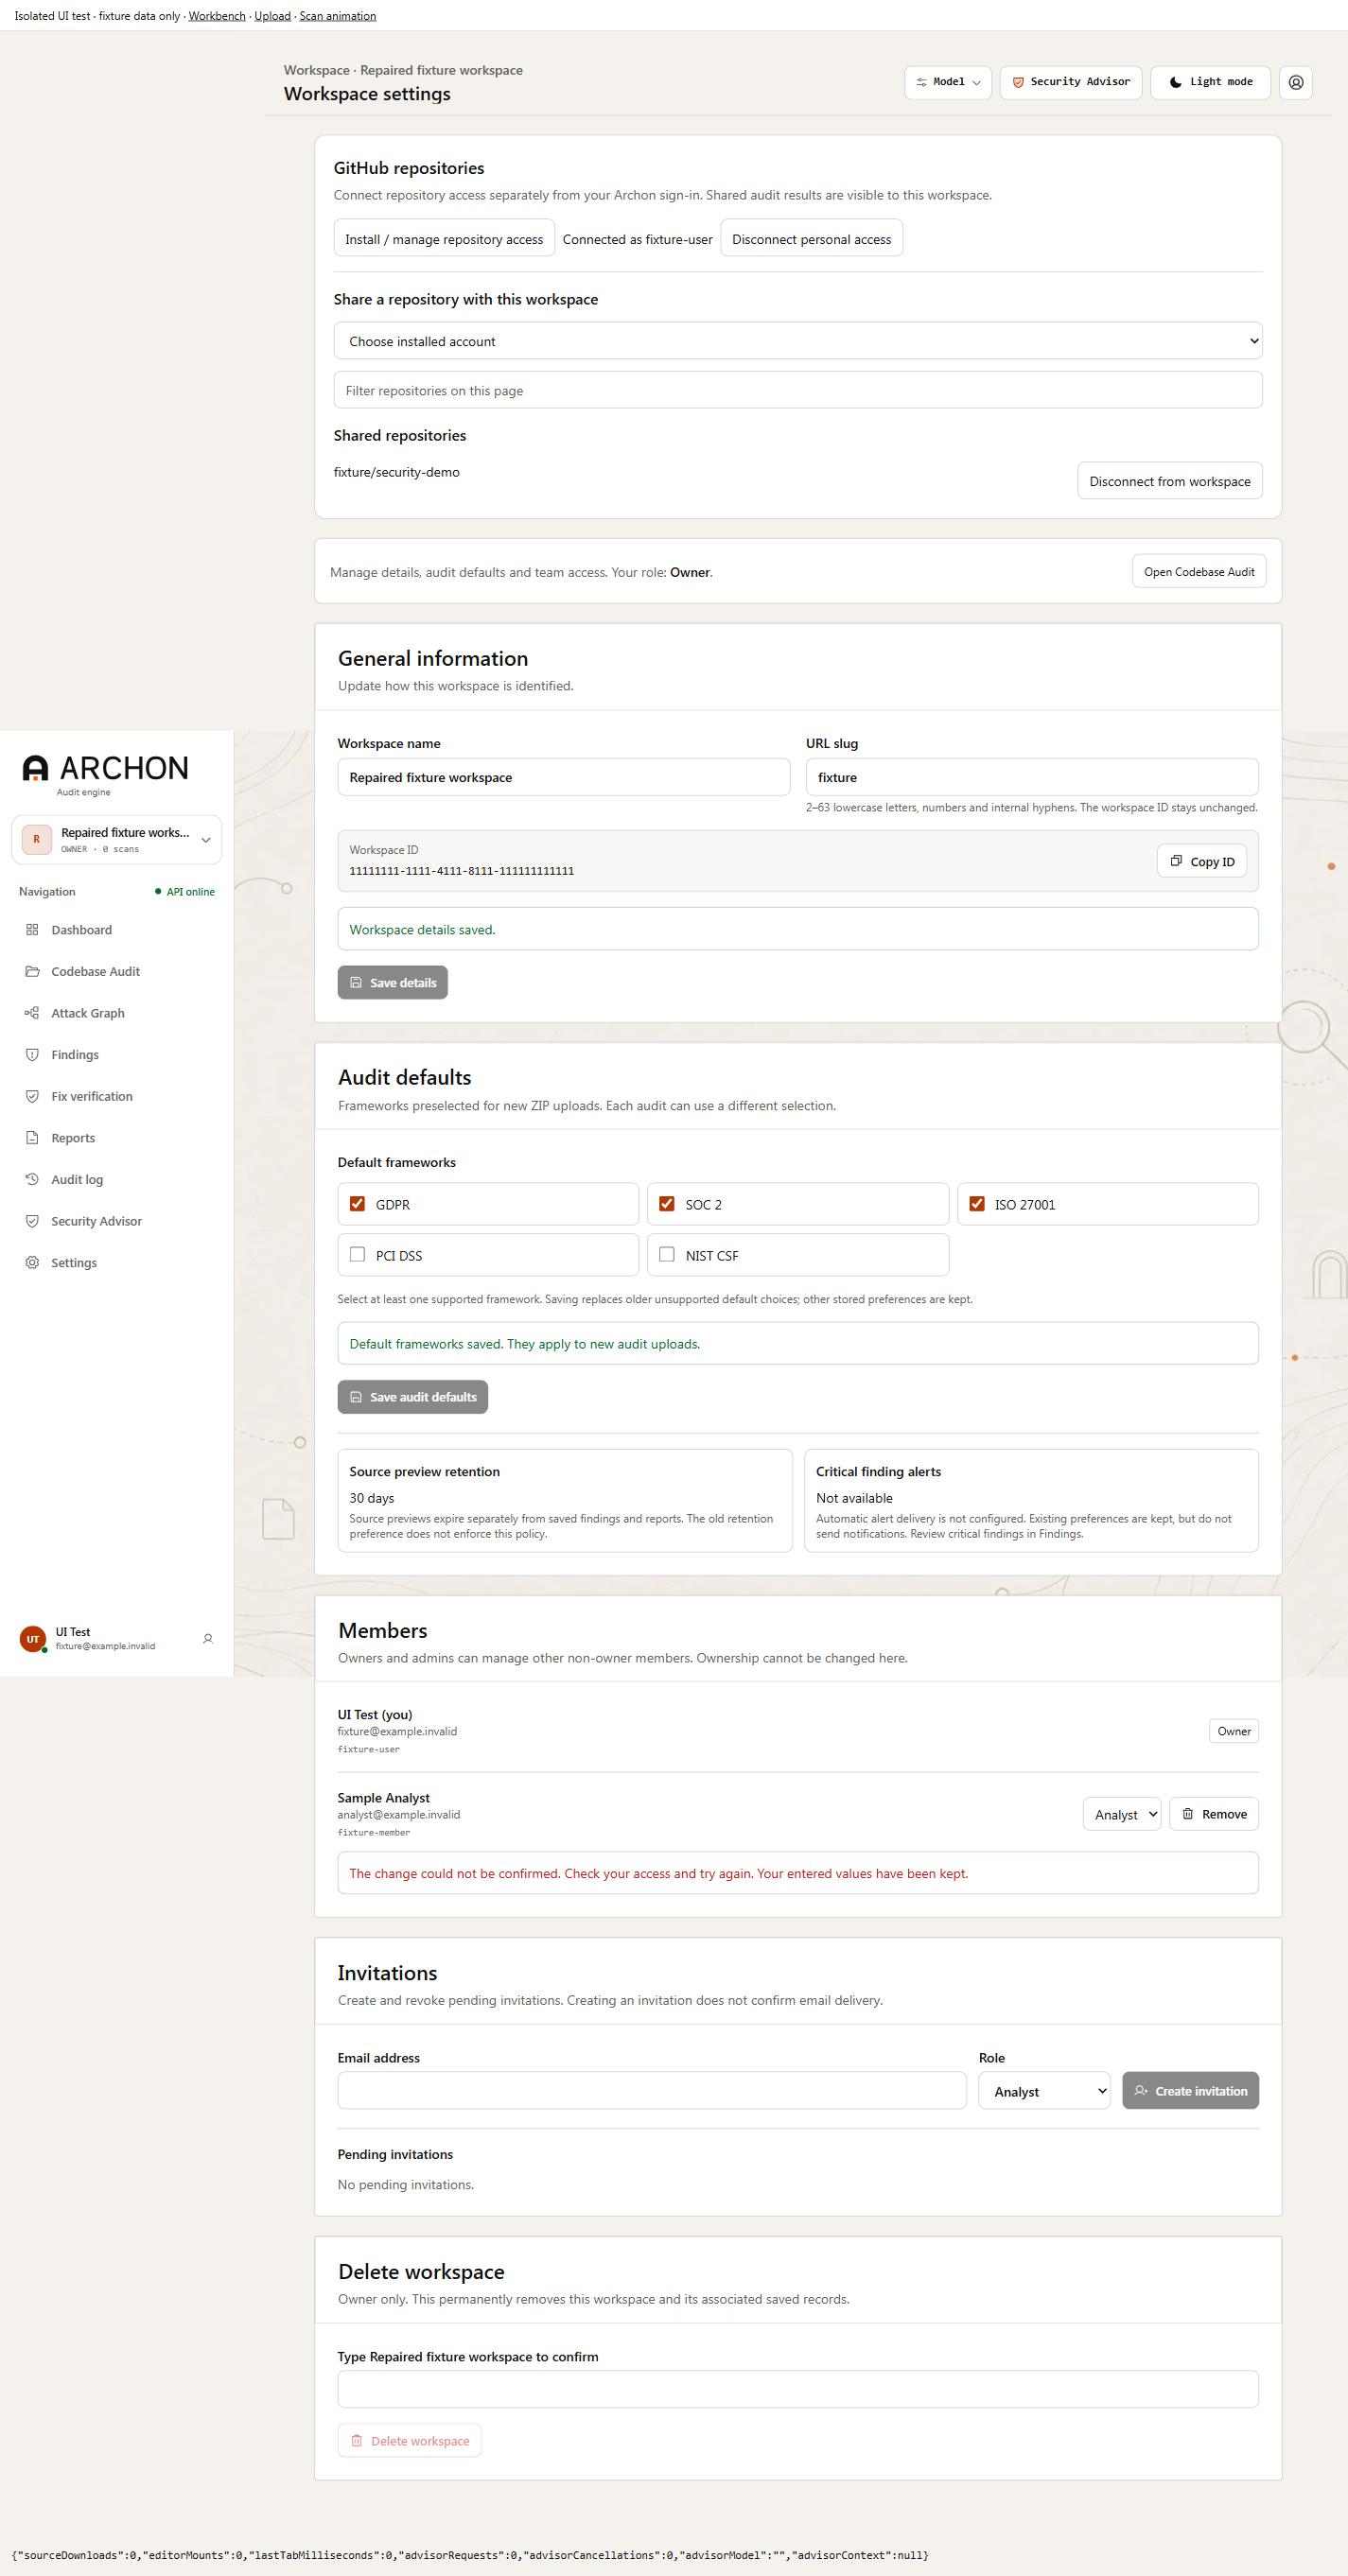 Isolated UI test · fixture data only · Workbench · Upload · Scan animation
Workspace · Repaired fixture workspace
Workspace settings
Model
Security Advisor
Light mode
GitHub repositories
Connect repository access separately from your Archon sign-in. Shared audit results are visible to this workspace.
Install / manage repository access
Connected as fixture-user
Disconnect personal access
Share a repository with this workspace
Choose installed account
Filter repositories on this page
Shared repositories
fixture/security-demo
Disconnect from workspace
Manage details, audit defaults and team access. Your role: Owner.
Open Codebase Audit
ARCHON
Audit engine
R
Repaired fixture works...
OWNER · 0 scans
Navigation
API online
Dashboard
Codebase Audit
Attack Graph
Findings
Fix verification
Reports
Audit log
Security Advisor
Settings
UT
UI Test
fixture@example.invalid
General information
Update how this workspace is identified.
Workspace name
URL slug
Repaired fixture workspace
fixture
2–63 lowercase letters, numbers and internal hyphens. The workspace ID stays unchanged.
Workspace ID
11111111-1111-4111-8111-111111111111
Copy ID
Workspace details saved.
Save details
Audit defaults
Frameworks preselected for new ZIP uploads. Each audit can use a different selection.
Default frameworks
GDPR
SOC 2
ISO 27001
PCI DSS
NIST CSF
Select at least one supported framework. Saving replaces older unsupported default choices; other stored preferences are kept.
Default frameworks saved. They apply to new audit uploads.
Save audit defaults
Source preview retention
30 days
Source previews expire separately from saved findings and reports. The old retention
preference does not enforce this policy.
Critical finding alerts
Not available
Automatic alert delivery is not configured. Existing preferences are kept, but do not
send notifications. Review critical findings in Findings.
Members
Owners and admins can manage other non-owner members. Ownership cannot be changed here.
UI Test (you)
fixture@example.invalid
fixture-user
Owner
Sample Analyst
analyst@example.invalid
fixture-member
Analyst
Remove
The change could not be confirmed. Check your access and try again. Your entered values have been kept.
Invitations
Create and revoke pending invitations. Creating an invitation does not confirm email delivery.
Email address
Role
Analyst
Create invitation
Pending invitations
No pending invitations.
Delete workspace
Owner only. This permanently removes this workspace and its associated saved records.
Type Repaired fixture workspace to confirm
Delete workspace
{"sourceDownloads":0,"editorMounts":0,"lastTabMilliseconds":0,"advisorRequests":0,"advisorCancellations":0,"advisorModel":"","advisorContext":null}